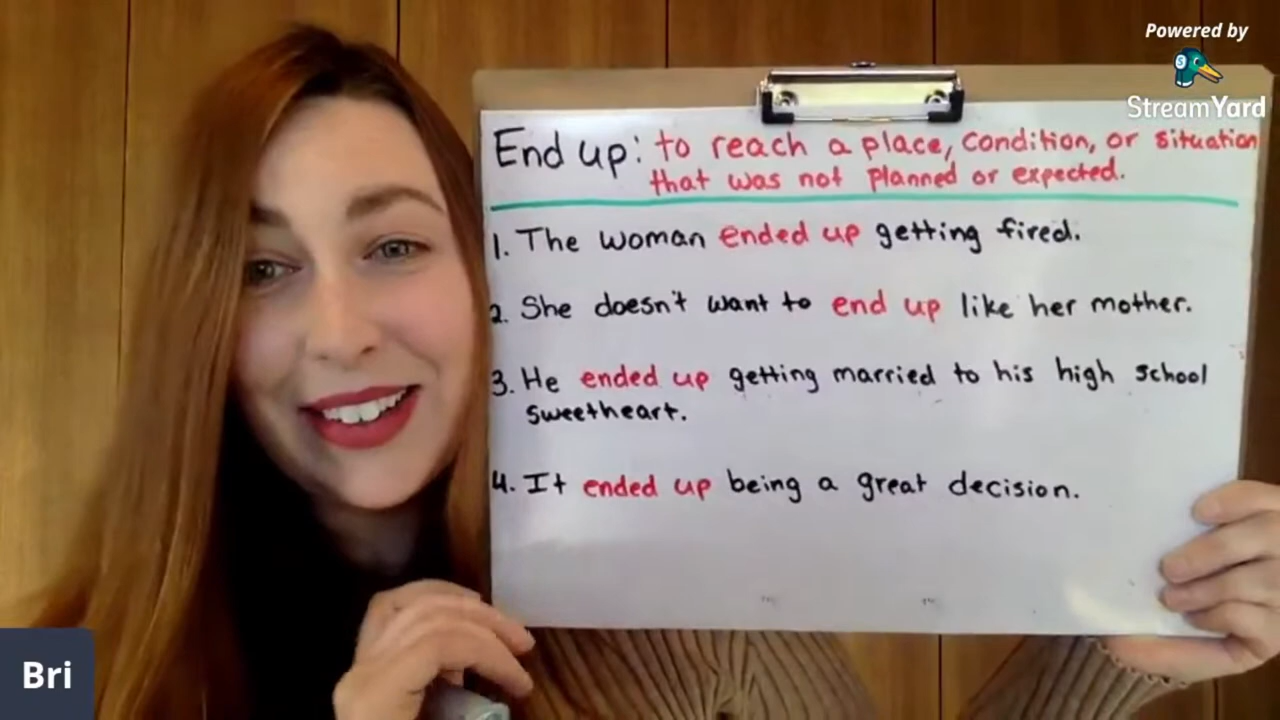 Powered by
StreamYard
End up: to reach a place, condition, or situation
that was not planned or expected.
1. The woman ended up getting fired.
2. She doesn't want to end up like her mother.
3. He ended up getting married to his high school
sweetheart.
4. It ended up being a great decision.
Bri